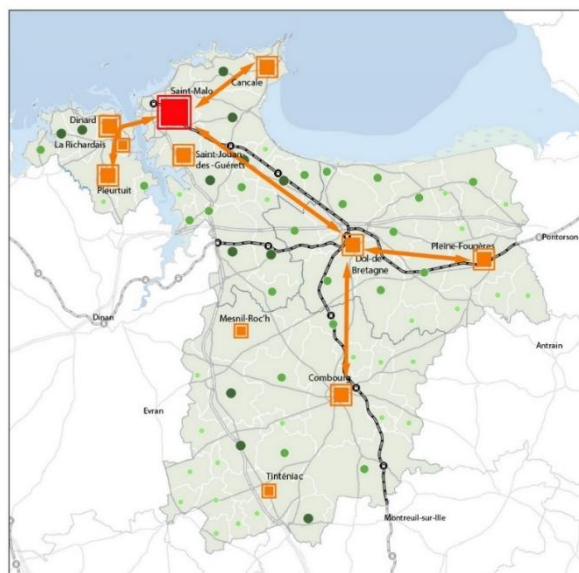 Saint-Malo
Cancale
Dinard
La Richardais
Saint-Jouan
des -Guérets
Pleurtuit
Pleine-Fougères
Pontorson
Dol-de-
Bretagne
Dinan
Mesnil-Roc'h
Antrain
Combourg
Evran
Tinténiac
Montreuil-sur-Ille